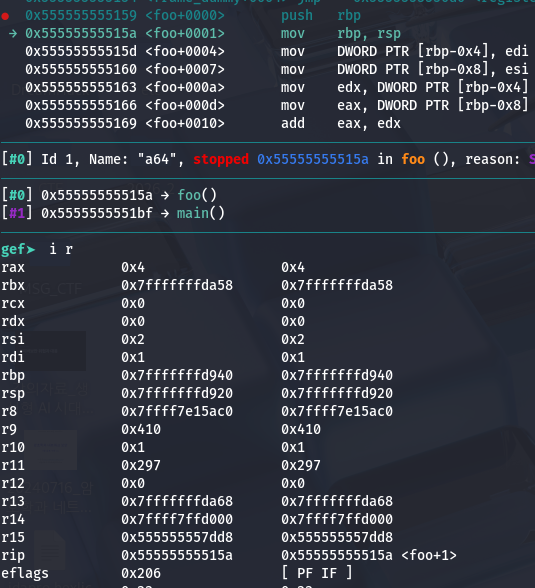 0x555555555159 <foo+0000> push rbp
→ 0x55555555515a <foo+0001> mov rbp, rsp
0x55555555515d <foo+0004> mov DWORD PTR [rbp-0x4], edi
0x555555555160 <foo+0007> mov DWORD PTR [rbp-0x8], esi
0x555555555163 <foo+000a> mov edx, DWORD PTR [rbp-0x4]
0x555555555166 <foo+000d> mov eax, DWORD PTR [rbp-0x8]
0x555555555169 <foo+0010> add eax, edx
[#0] Id 1, Name: "a64", stopped 0x55555555515a in foo (), reason: S
[#0] 0x55555555515a → foo()
[#1] 0x5555555551bf → main()
gef➤ i r
rax 0x4 0x4
rbx 0x7fffffffda58 0x7fffffffda58
rcx 0x0 0x0
rdx 0x0 0x0
rsi 0x2 0x2
rdi 0x1 0x1
rbp 0x7fffffffd940 0x7fffffffd940
rsp 0x7fffffffd920 0x7fffffffd920
r8 0x7ffff7e15ac0 0x7ffff7e15ac0
r9 0x410 0x410
r10 0x1 0x1
r11 0x297 0x297
r12 0x0 0x0
r13 0x7fffffffda68 0x7fffffffda68
r14 0x7ffff7ffd000 0x7ffff7ffd000
r15 0x555555557dd8 0x555555557dd8
rip 0x55555555515a 0x55555555515a <foo+1>
eflags 0x206 [ PF IF ]